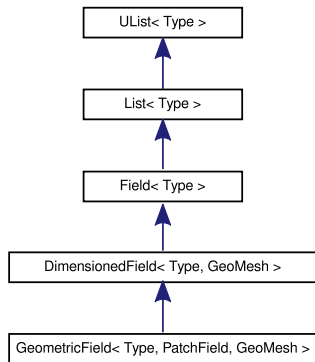 UList< Type >
List< Type >
Field< Type >
DimensionedField< Type, GeoMesh >
GeometricField< Type, PatchField, GeoMesh >